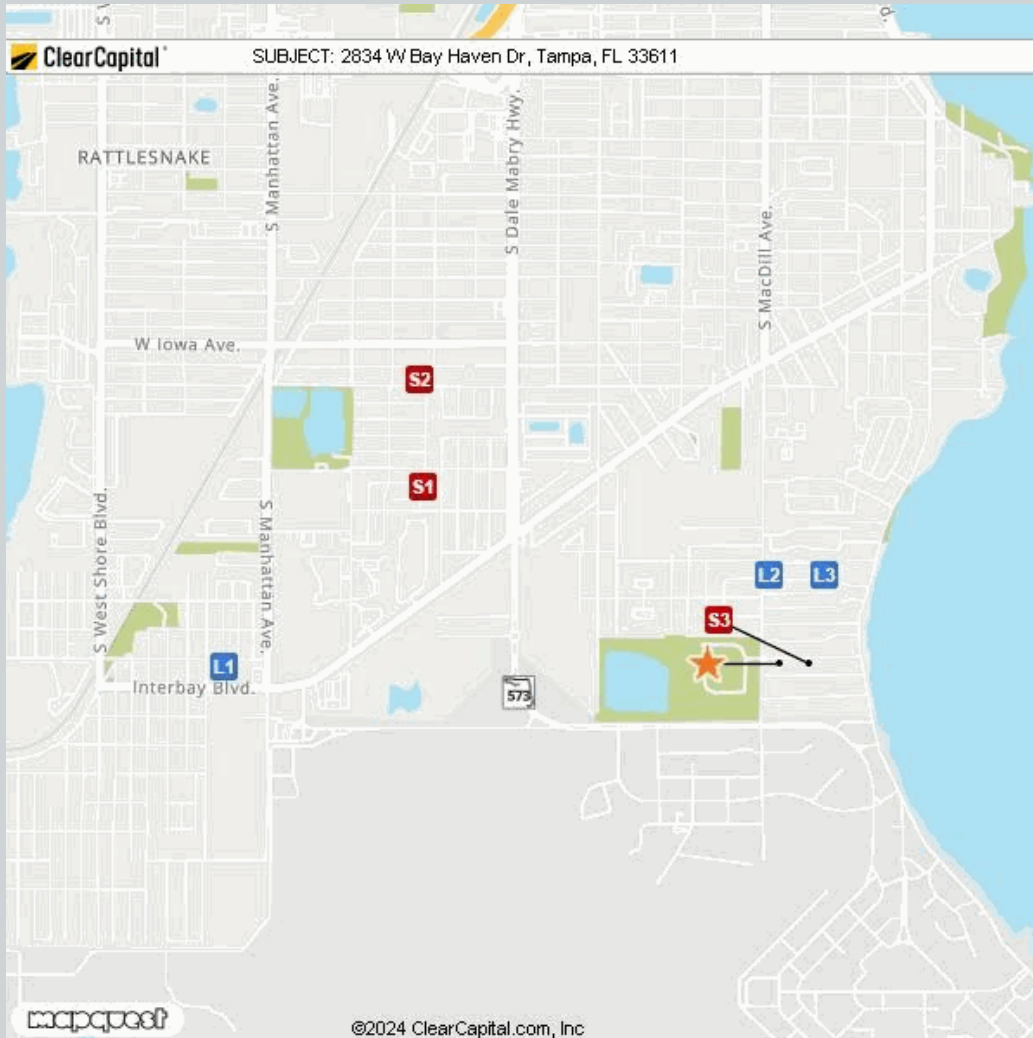 S V
ClearCapital®
SUBJECT: 2834 W Bay Haven Dr, Tampa, FL 33611
S Manhattan Ave.
S Dale Mabry Hwy.
RATTLESNAKE
S MacDill Ave.
W Iowa Ave.
S2
S1
S West Shore Blvd.
S Manhattan Ave.
L2
L3
S3
L1
Interbay Blvd.
573
mapquest
©2024 ClearCapital.com, Inc